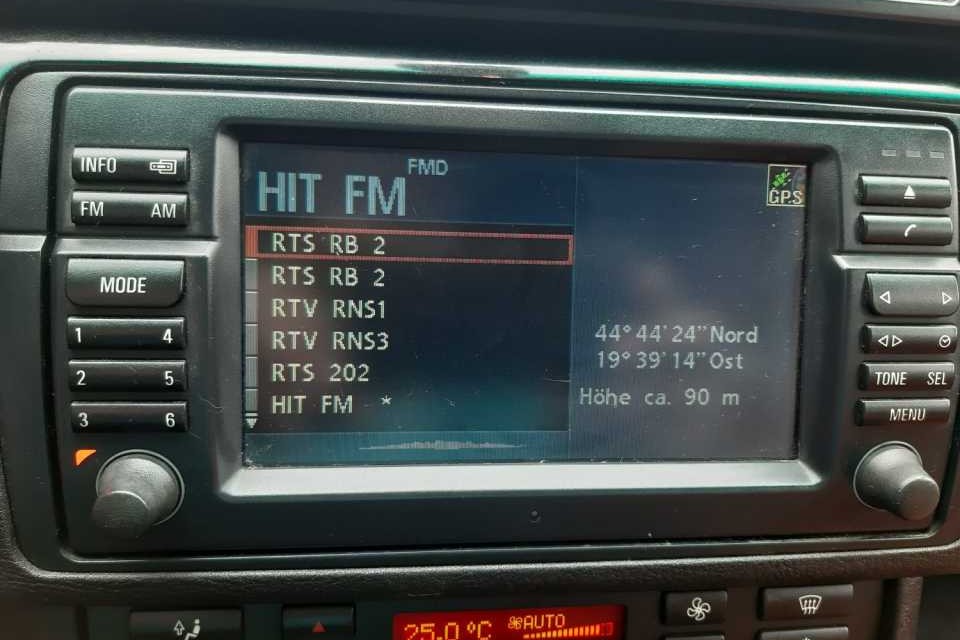 INFO
FM AM
MODE
1 4
2 5
3 6
FMD
HIT FM
RTS RB 2
RTS RB 2
RTV RNS1
RTV RNS3
RTS 202
HIT FM *
GPS
44°44'24"Nord
19°39'14"Ost
Höhe ca. 90 m
TONE SEL
MENU
25.0 °C AUTO